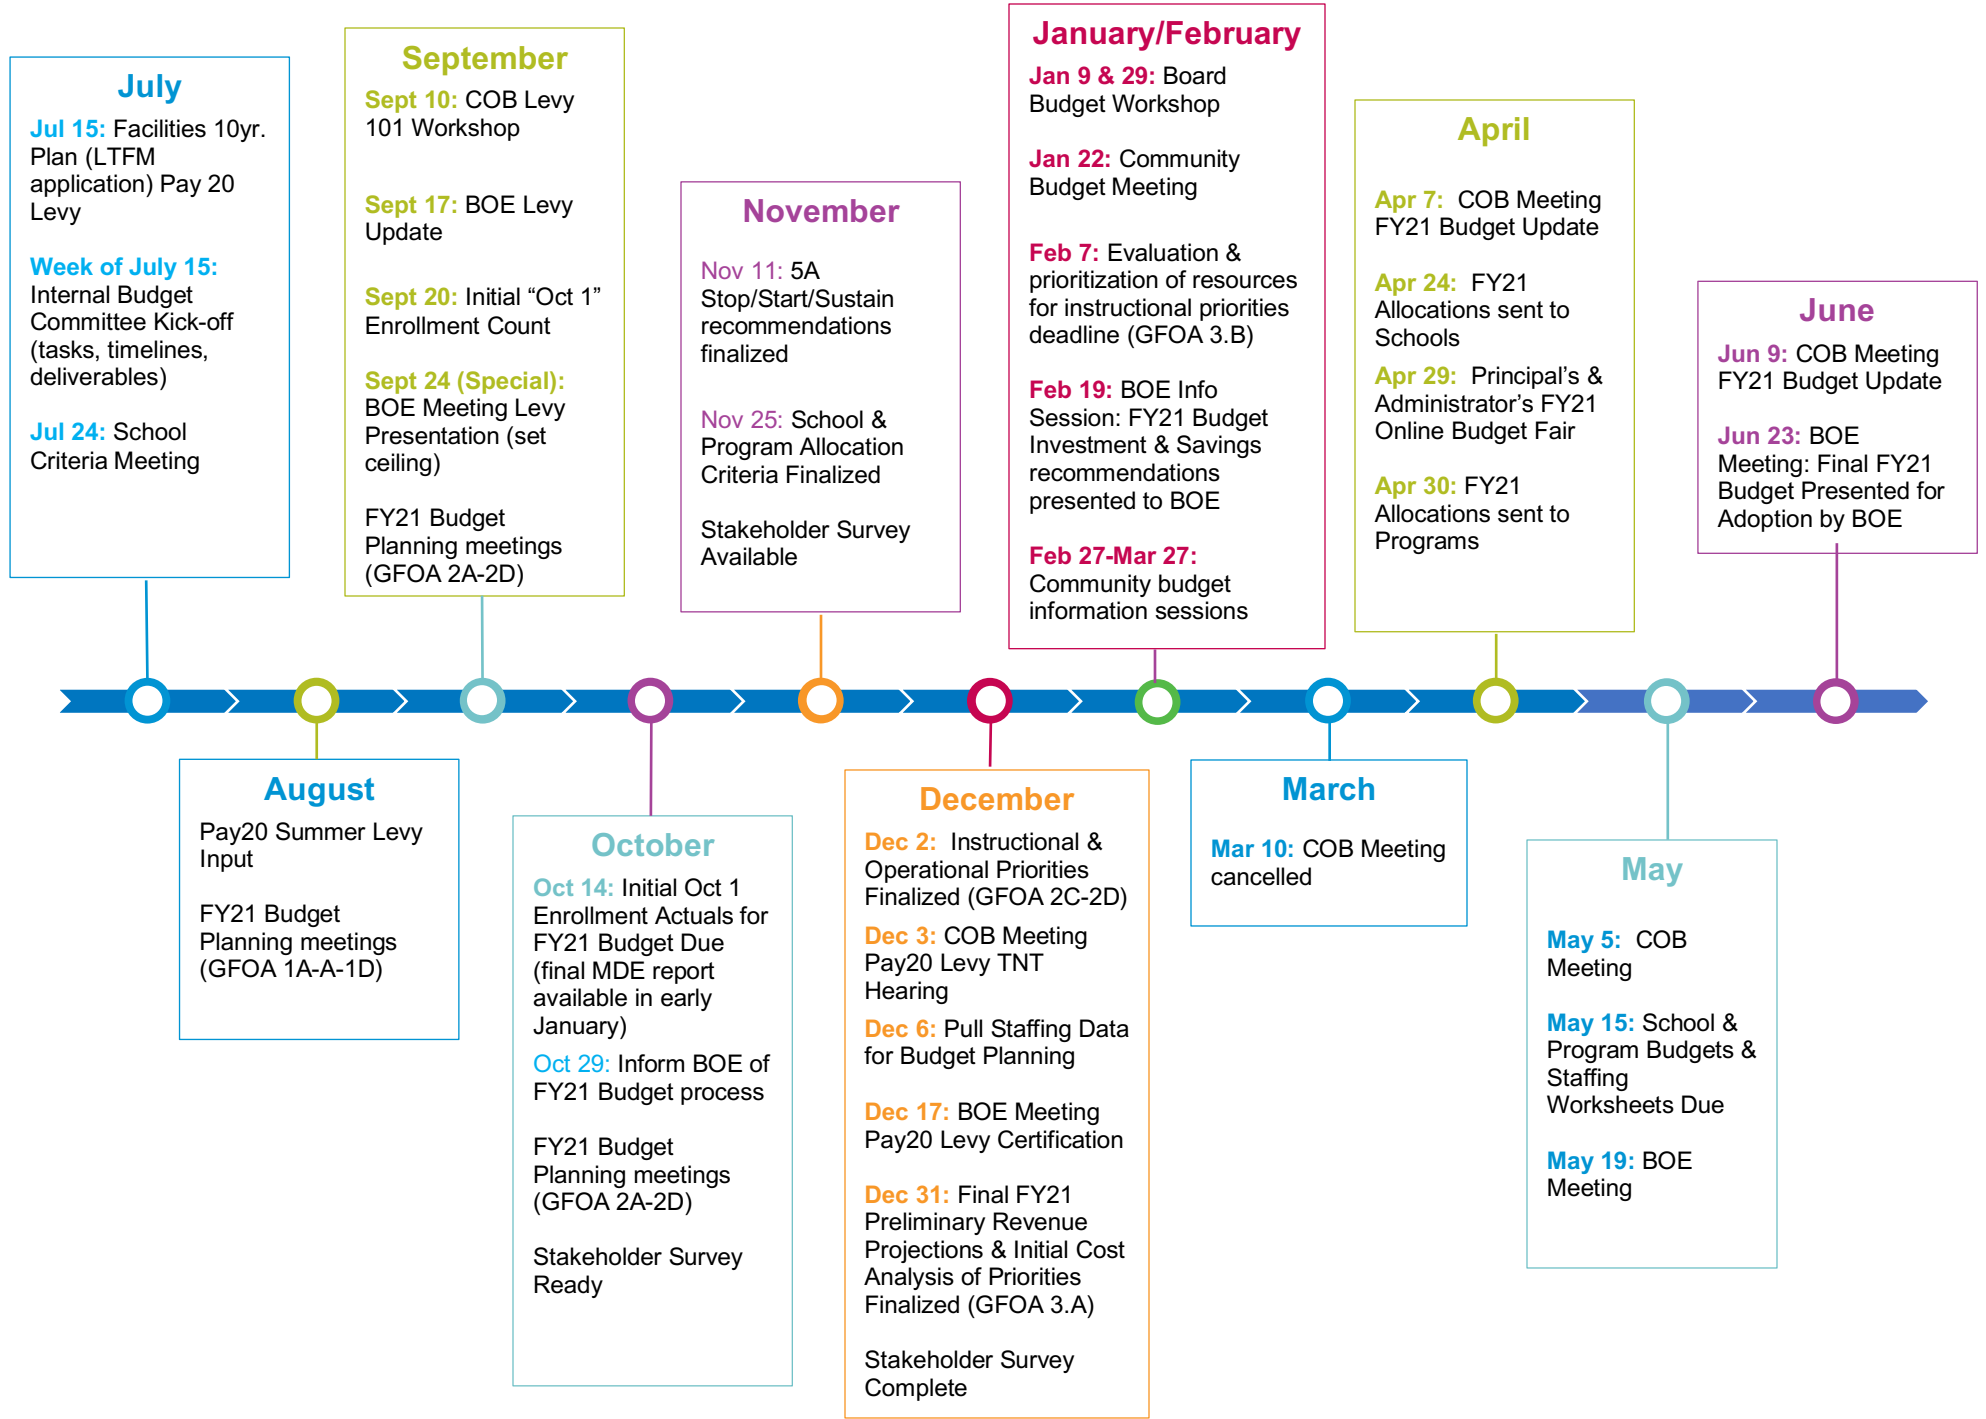 July
Jul 15: Facilities 10yr.
Plan (LTFM
application) Pay 20
Levy
Week of July 15:
Internal Budget
Committee Kick-off
(tasks, timelines,
deliverables)
Jul 24: School
Criteria Meeting
August
Pay20 Summer Levy
Input
FY21 Budget
Planning meetings
(GFOA 1A-A-1D)
September
Sept 10: COB Levy
101 Workshop
Sept 17: BOE Levy
Update
Sept 20: Initial “Oct 1”
Enrollment Count
Sept 24 (Special):
BOE Meeting Levy
Presentation (set
ceiling)
FY21 Budget
Planning meetings
(GFOA 2A-2D)
October
Oct 14: Initial Oct 1
Enrollment Actuals for
FY21 Budget Due
(final MDE report
available in early
January)
Oct 29: Inform BOE of
FY21 Budget process
FY21 Budget
Planning meetings
(GFOA 2A-2D)
Stakeholder Survey
Ready
November
Nov 11: 5A
Stop/Start/Sustain
recommendations
finalized
Nov 25: School &
Program Allocation
Criteria Finalized
Stakeholder Survey
Available
December
Dec 2:  Instructional &
Operational Priorities
Finalized (GFOA 2C-2D)
Dec 3: COB Meeting
Pay20 Levy TNT
Hearing
Dec 6: Pull Staffing Data
for Budget Planning
Dec 17: BOE Meeting
Pay20 Levy Certification
Dec 31: Final FY21
Preliminary Revenue
Projections & Initial Cost
Analysis of Priorities
Finalized (GFOA 3.A)
Stakeholder Survey
Complete
January/February
Jan 9 & 29: Board
Budget Workshop
Jan 22: Community
Budget Meeting
Feb 7: Evaluation &
prioritization of resources
for instructional priorities
deadline (GFOA 3.B)
Feb 19: BOE Info
Session: FY21 Budget
Investment & Savings
recommendations
presented to BOE
Feb 27-Mar 27:
Community budget
information sessions
March
Mar 10: COB Meeting
cancelled
April
Apr 7:  COB Meeting
FY21 Budget Update
Apr 24:  FY21
Allocations sent to
Schools
Apr 29:  Principal’s &
Administrator’s FY21
Online Budget Fair
Apr 30: FY21
Allocations sent to
Programs
May
May 5:  COB
Meeting
May 15: School &
Program Budgets &
Staffing
Worksheets Due
May 19: BOE
Meeting
June
Jun 9: COB Meeting
FY21 Budget Update
Jun 23: BOE
Meeting: Final FY21
Budget Presented for
Adoption by BOE